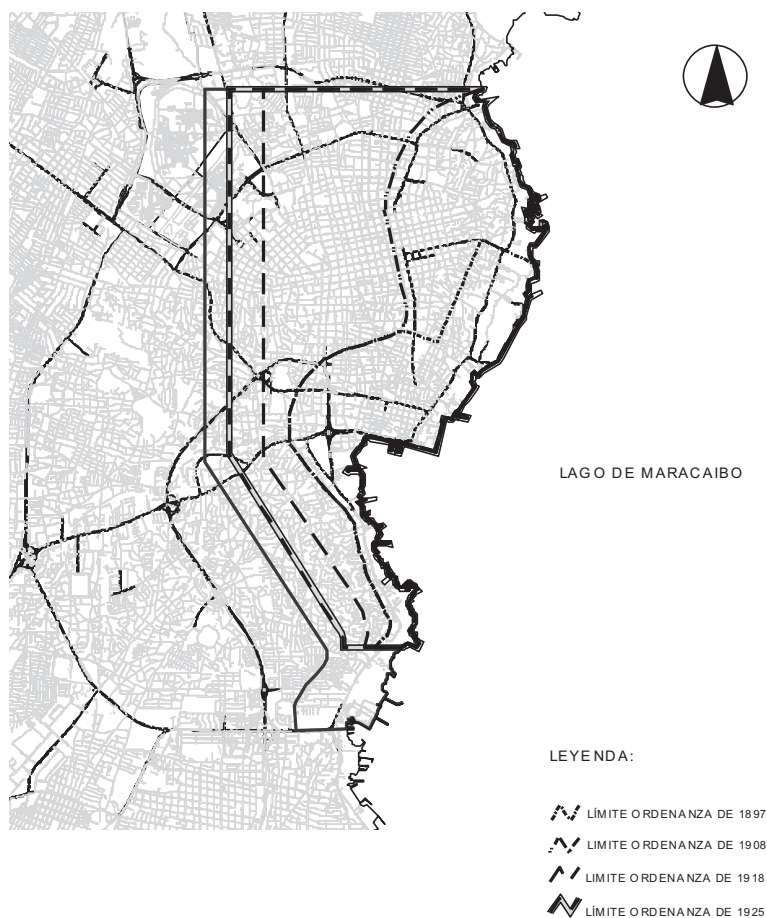 LAGO DE MARACAIBO
LEYENDA:
LÍMITE ORDENANZA DE 1897
LIMITE ORDENANZA DE 1908
LIMITE ORDENANZA DE 1918
LÍMITE ORDENANZA DE 1925